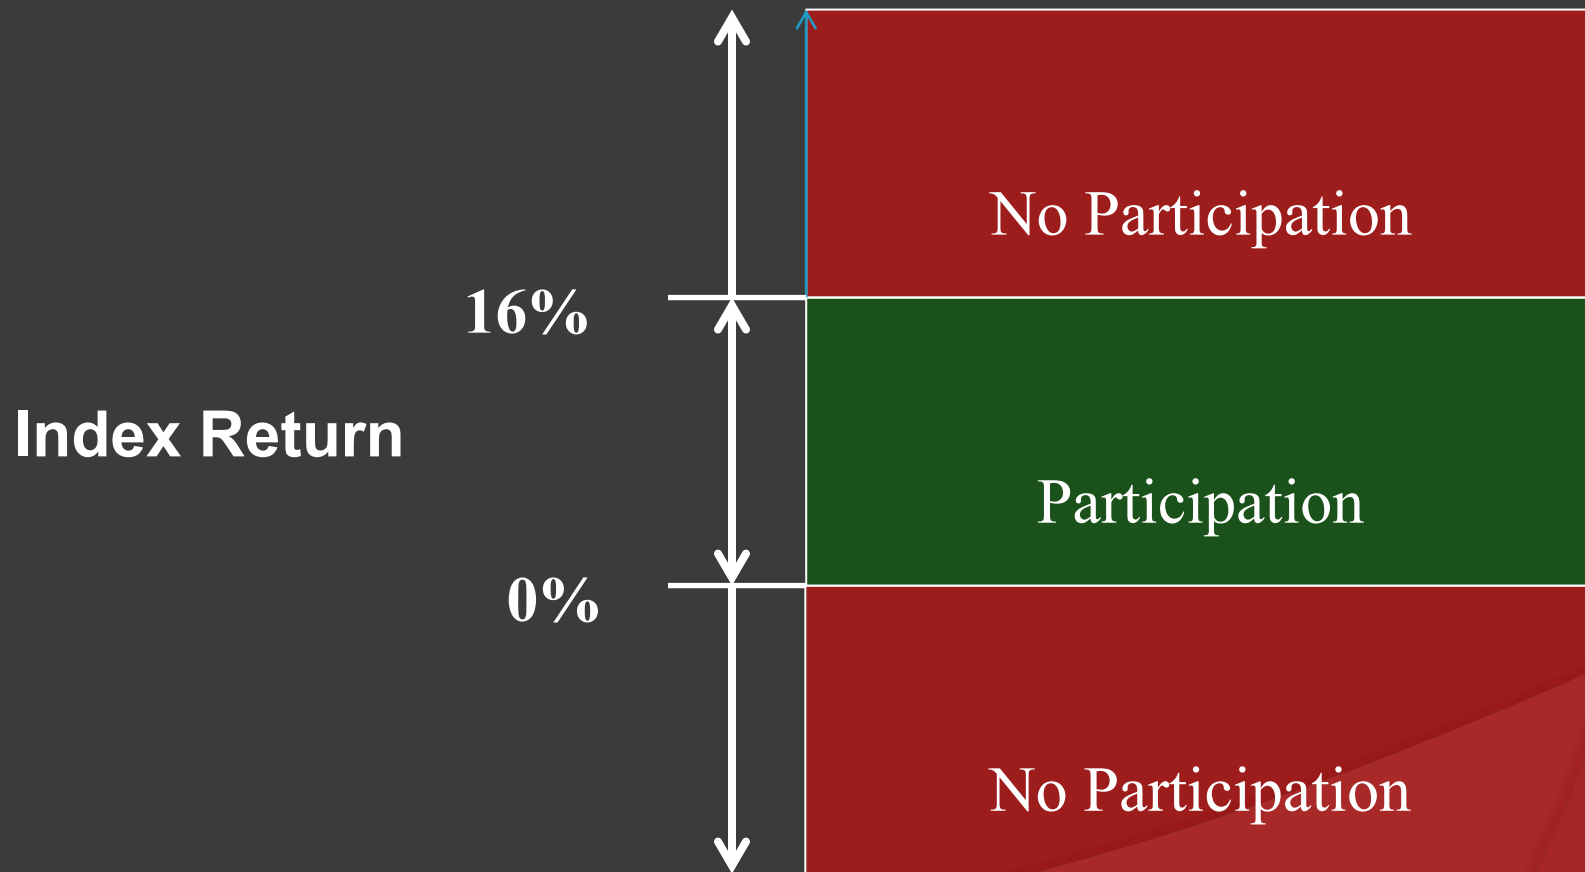 No Participation
16%
Index Return
Participation
0%
No Participation